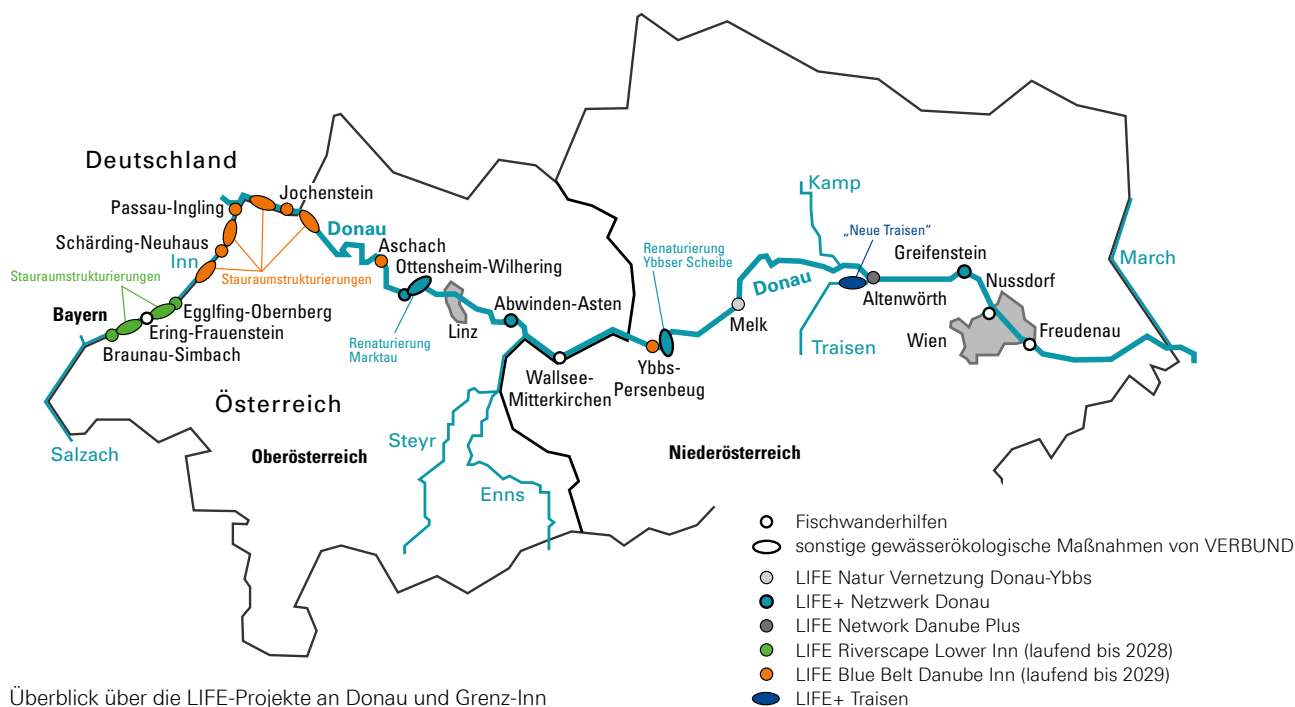 Deutschland
Kamp
Jochenstein
Passau-Ingling
Donau
„Neue Traisen“
Schärding-Neuhaus
Aschach
Renaturierung
Ybbser Scheibe
Greifenstein
March
Inn
Ottensheim-Wilhering
Stauraumstrukturierungen
Stauraumstrukturierungen
Donau
Nussdorf
Altenwörth
Egglfing-Obernberg
Abwinden-Asten
Bayern
Ering-Frauenstein
Linz
Melk
Freudenau
Braunau-Simbach
Renaturierung
Marktau
Traisen
Wien
Wallsee-
Mitterkirchen
Ybbs-
Persenbeug
Österreich
Steyr
Salzach
Oberösterreich
Niederösterreich
Enns
Fischwanderhilfen
sonstige gewässerökologische Maßnahmen von VERBUND
LIFE Natur Vernetzung Donau-Ybbs
LIFE+ Netzwerk Donau
LIFE Network Danube Plus
LIFE Riverscape Lower Inn (laufend bis 2028)
LIFE Blue Belt Danube Inn (laufend bis 2029)
LIFE+ Traisen
Überblick über die LIFE-Projekte an Donau und Grenz-Inn